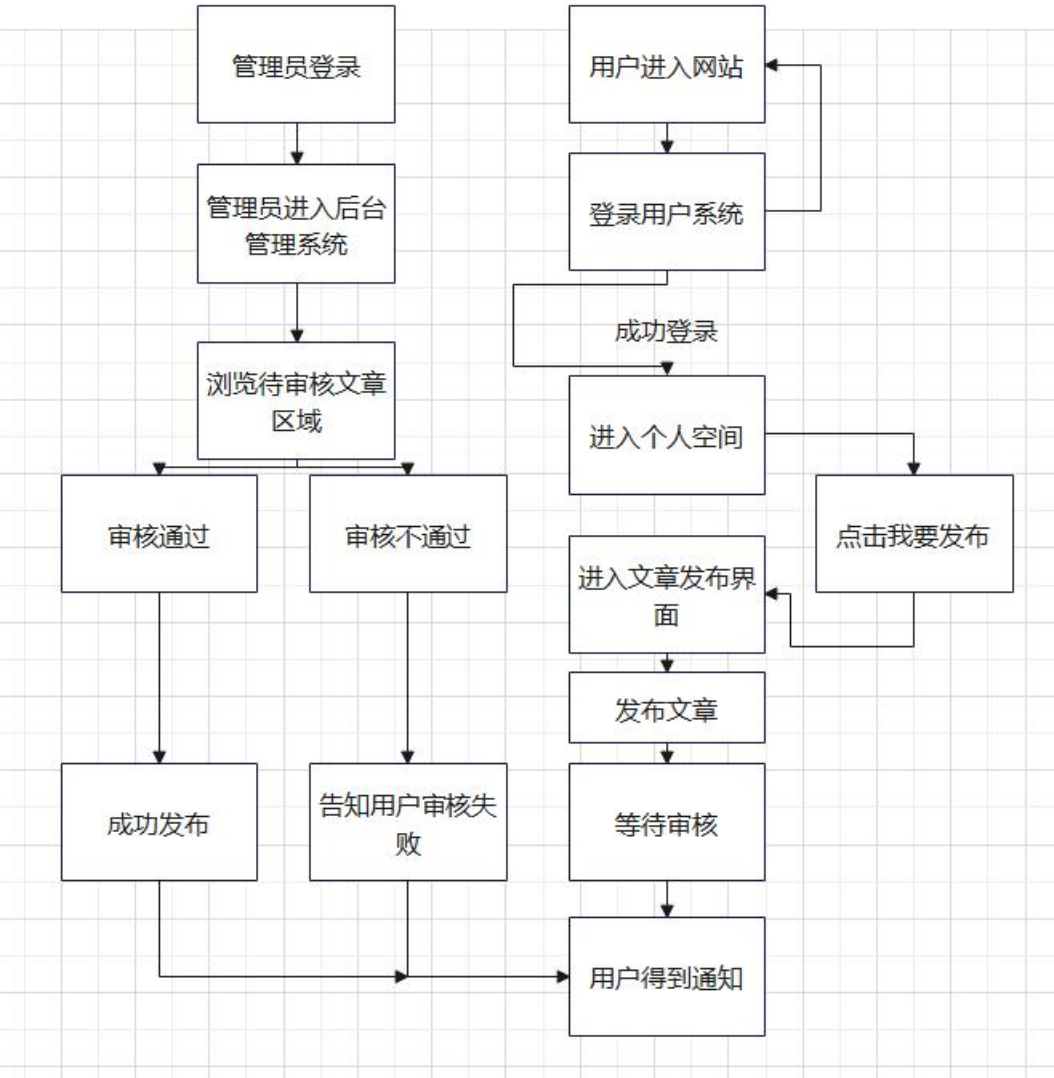 管理员登录
管理员进入后台
管理系统
浏览待审核文章
区域
审核通过
审核不通过
成功发布
告知用户审核失
败
用户进入网站
登录用户系统
成功登录
进入个人空间
点击我要发布
进入文章发布界
面
发布文章
等待审核
用户得到通知